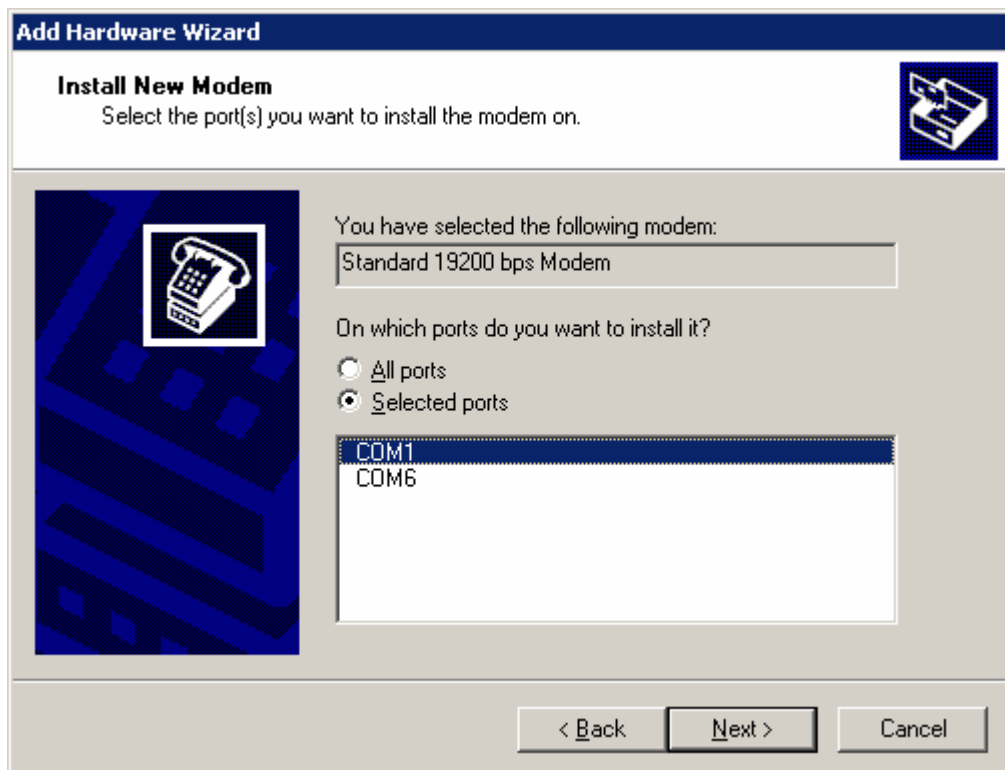 Add Hardware Wizard
Install New Modem
Select the port(s) you want to install the modem on.
You have selected the following modem:
Standard 19200 bps Modem
On which ports do you want to install it?
All ports
Selected ports
COM1
COM6
< Back Next > Cancel